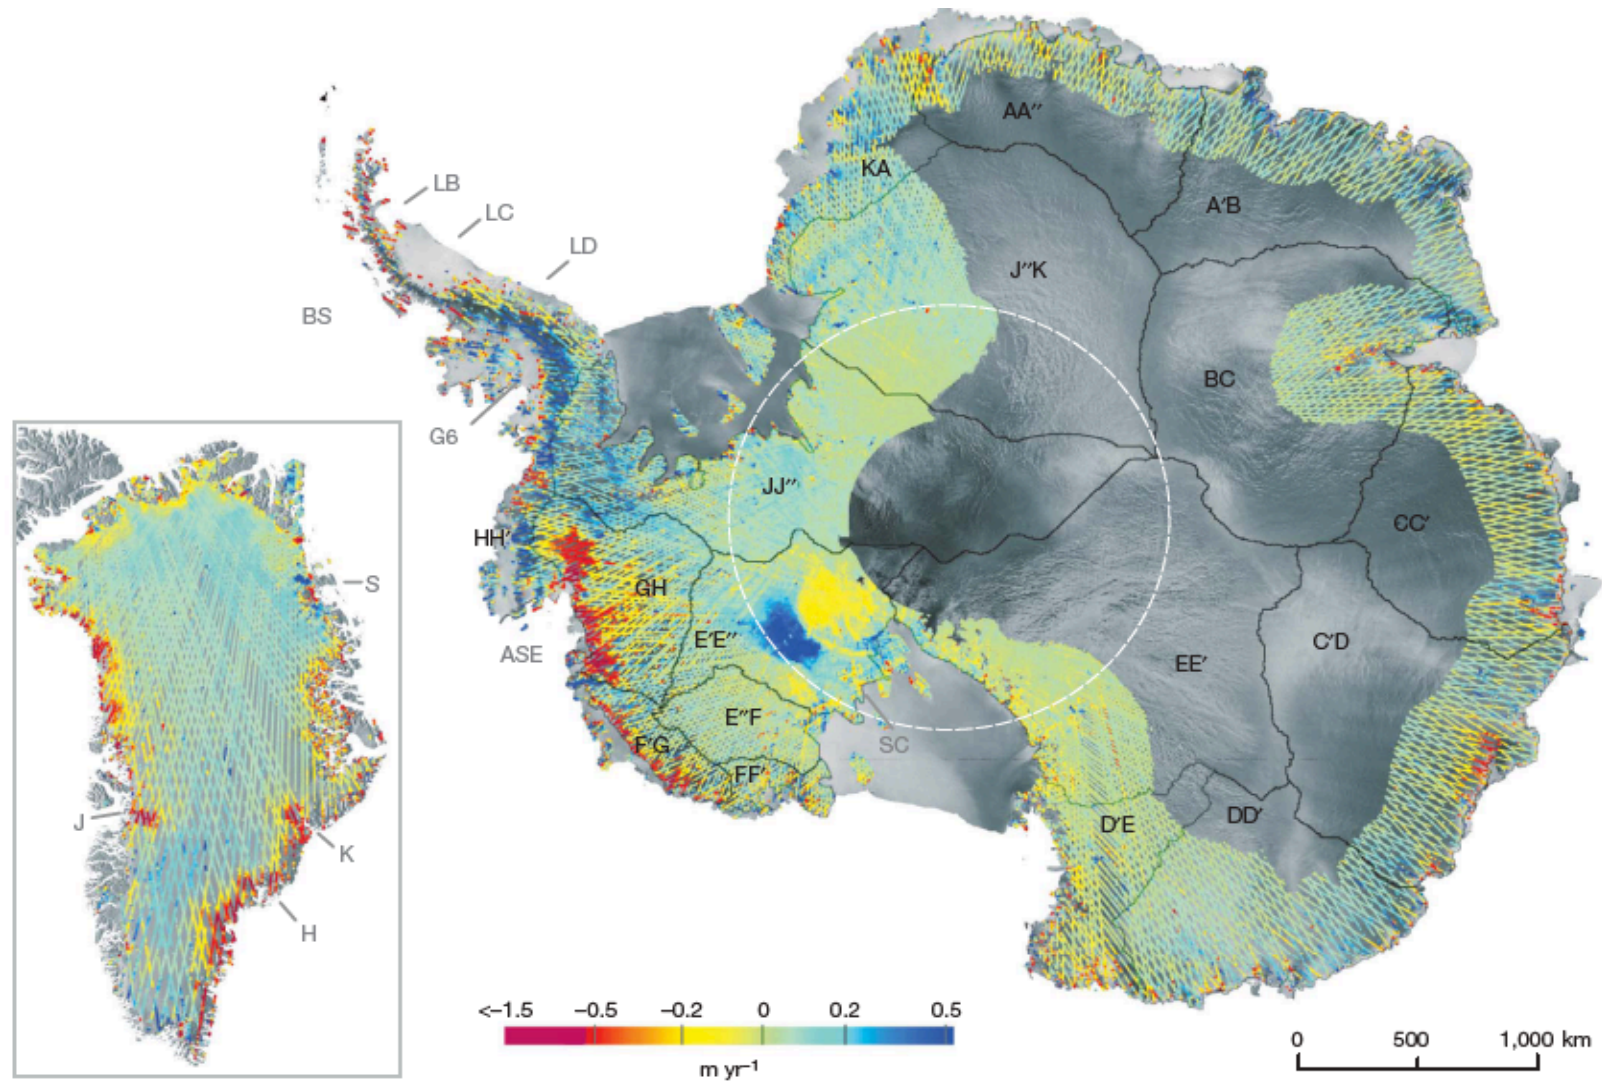 AA″
KA
LB
A′B
LC
LD
J″K
BS
BC
G6
JJ″
CC′
HH′
S
GH
ASE
E′E″
C′D
EE′
E″F
F′G
SC
FF′
J
DD′
D′E
K
H
<–1.5 –0.5 –0.2 0 0.2 0.5
m yr⁻¹
0 500 1,000 km